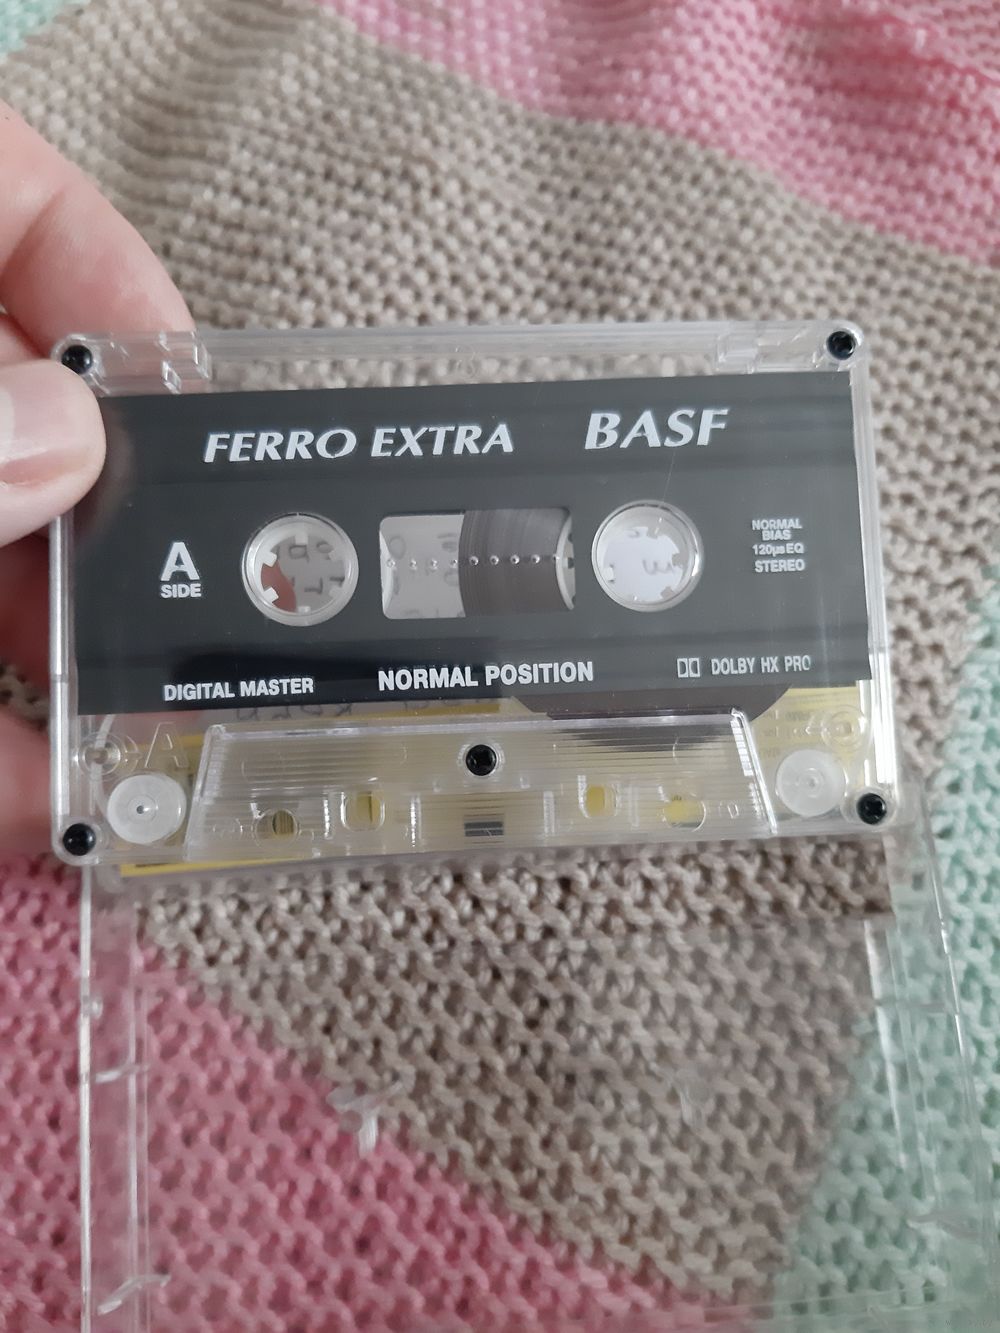 FERRO EXTRA BASF
A
SIDE
NORMAL
BIAS
120µs EQ
STEREO
DIGITAL MASTER NORMAL POSITION DOLBY HX PRO
A